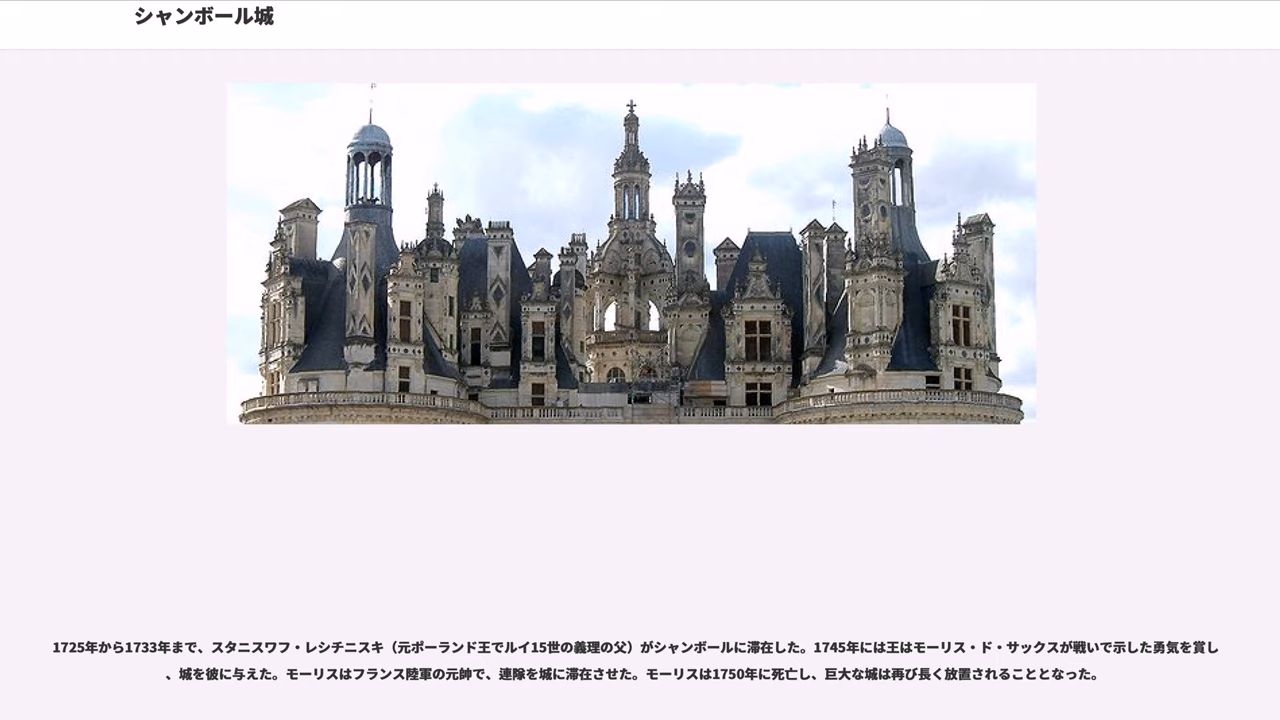 シャンボール城
1725年から1733年まで、スタニスワフ・レシチニスキ（元ポーランド王でルイ15世の義理の父）がシャンボールに滞在した。1745年には王はモーリス・ド・サックスが戦いで示した勇気を賞し
、城を彼に与えた。モーリスはフランス陸軍の元帥で、連隊を城に滞在させた。モーリスは1750年に死亡し、巨大な城は再び長く放置されることとなった。